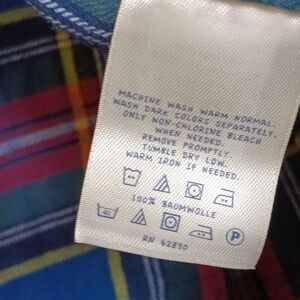 MACHINE WASH WARM NORMAL.
WASH DARK COLORS SEPARATELY.
ONLY NON-CHLORINE BLEACH
WHEN NEEDED.
REMOVE PROMPTLY.
TUMBLE DRY LOW.
WARM IRON IF NEEDED.
100% BAUMWOLLE
40
P
RN 62830